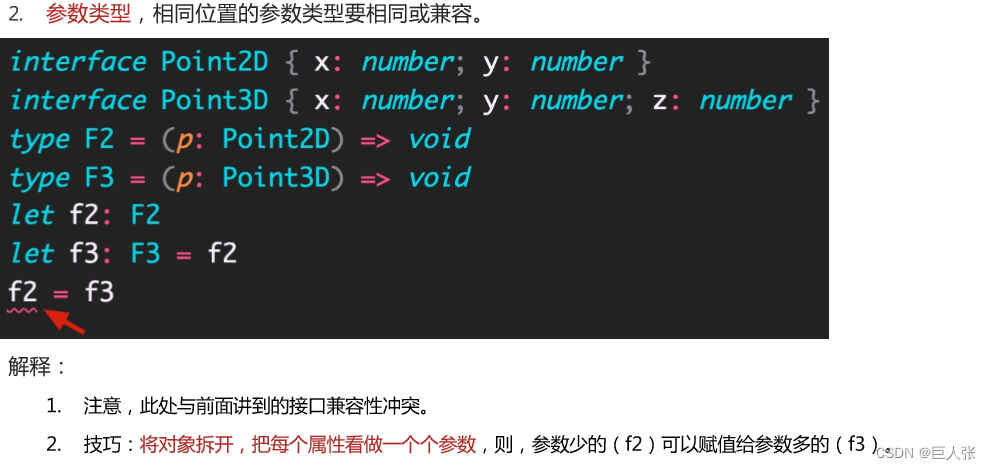 2. 参数类型，相同位置的参数类型要相同或兼容。
interface Point2D { x: number; y: number }
interface Point3D { x: number; y: number; z: number }
type F2 = (p: Point2D) => void
type F3 = (p: Point3D) => void
let f2: F2
let f3: F3 = f2
f2 = f3
解释：
1. 注意，此处与前面讲到的接口兼容性冲突。
2. 技巧：将对象拆开，把每个属性看做一个个参数，则，参数少的（f2）可以赋值给参数多的（f3）。
CSDN @巨人张